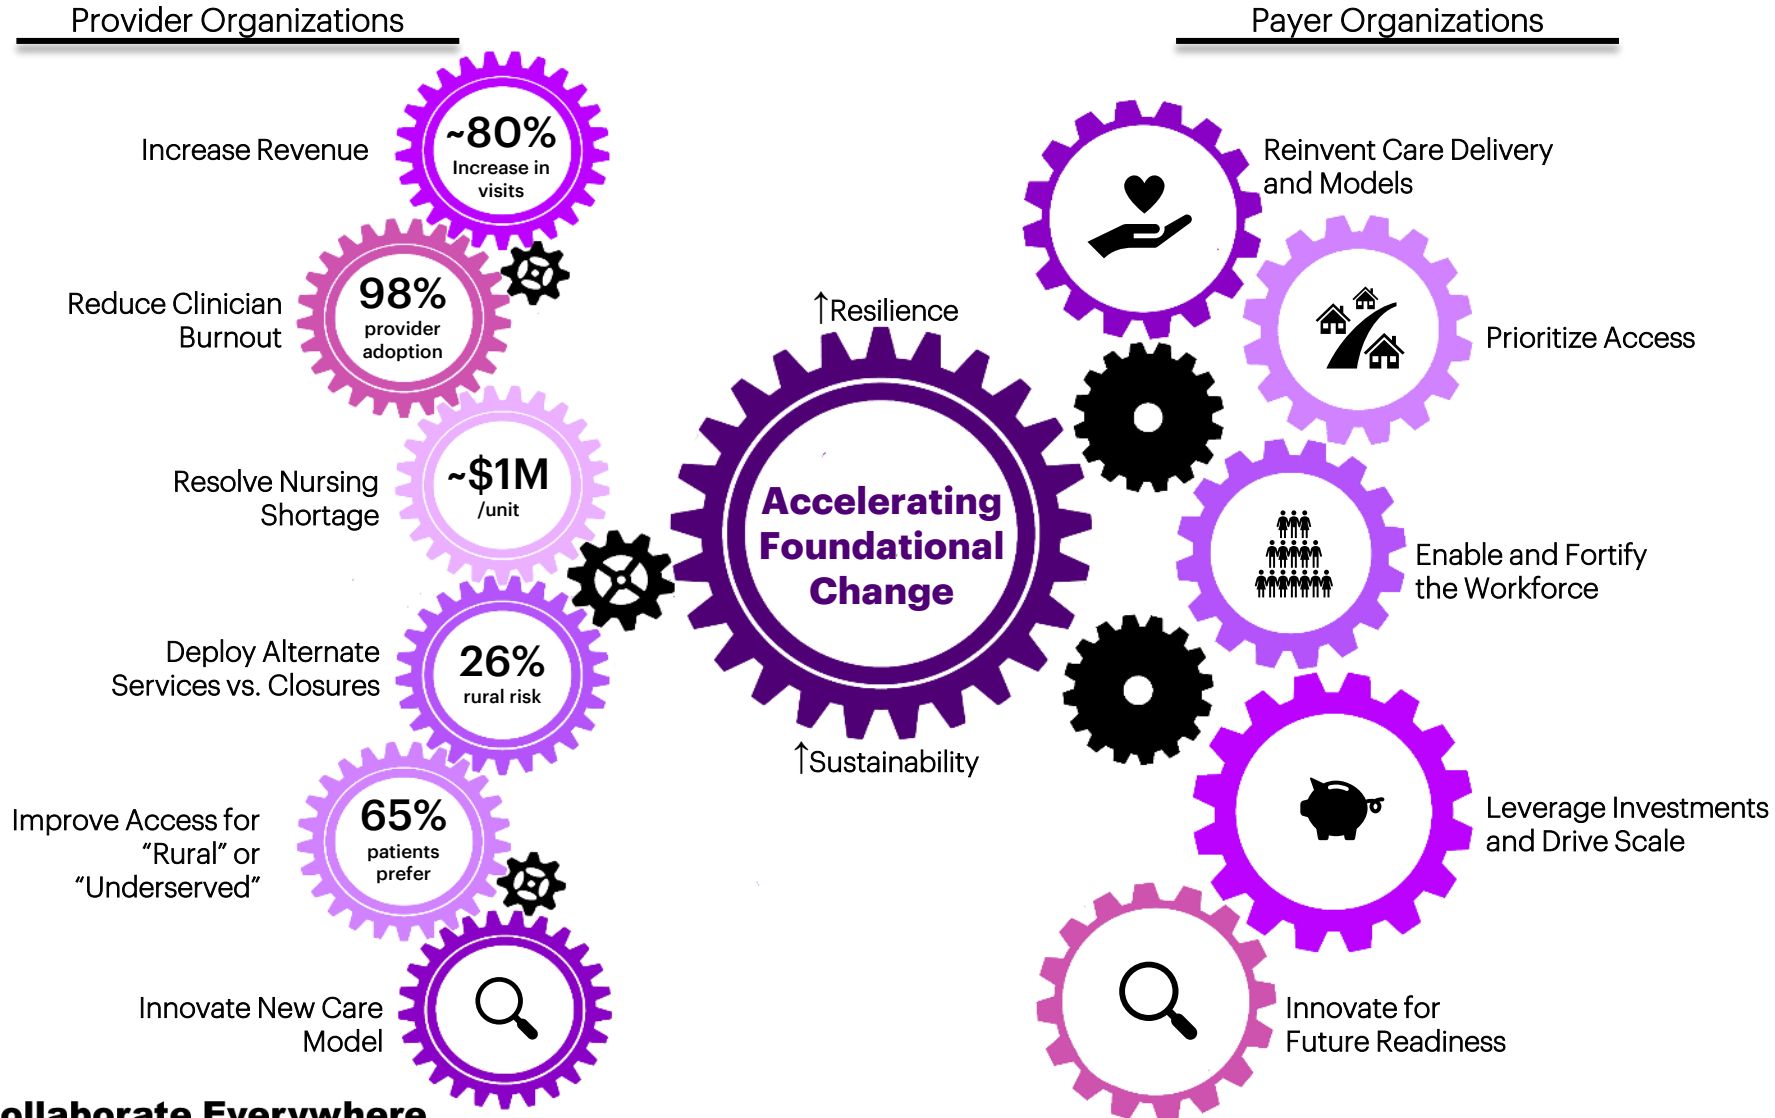 Provider Organizations
Increase Revenue
~80%
Increase in
visits
Reduce Clinician
Burnout
98%
provider
adoption
Resolve Nursing
Shortage
~$1M
/unit
Deploy Alternate
Services vs. Closures
26%
rural risk
Improve Access for
“Rural” or
“Underserved”
65%
patients
prefer
Innovate New Care
Model
↑Resilience
Accelerating
Foundational
Change
↑Sustainability
Payer Organizations
Reinvent Care Delivery
and Models
Prioritize Access
Enable and Fortify
the Workforce
Leverage Investments
and Drive Scale
Innovate for
Future Readiness
ollaborate Everywhere